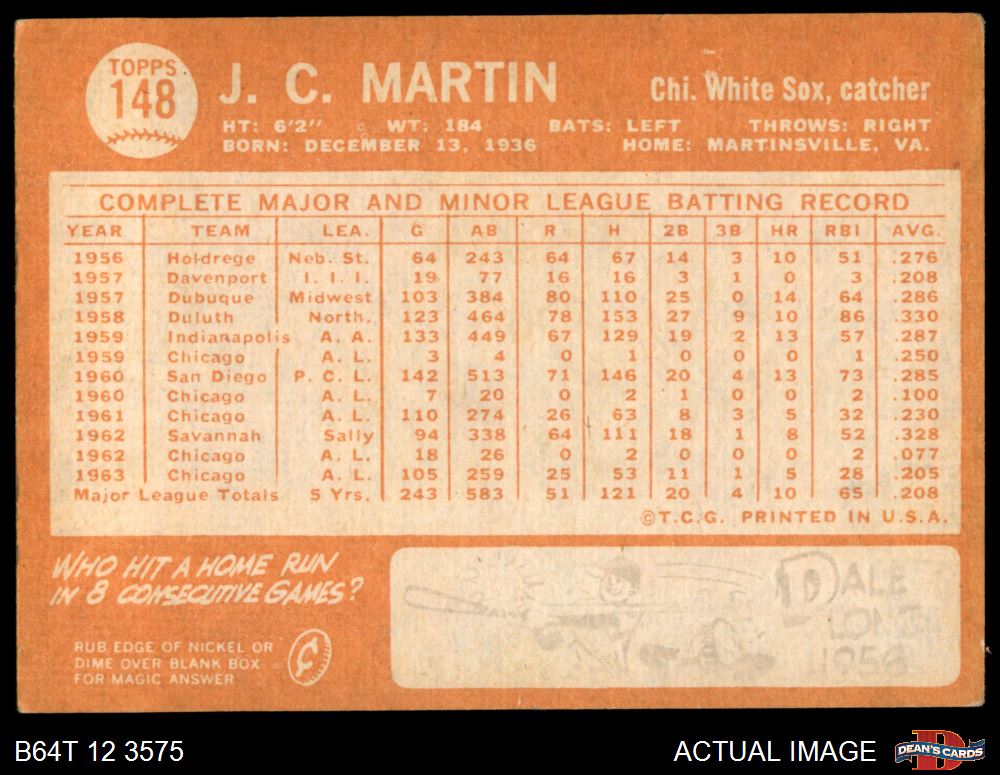 TOPPS
148
J. C. MARTIN
Chi. White Sox, catcher
HT: 6'2" WT: 184 BATS: LEFT THROWS: RIGHT
BORN: DECEMBER 13, 1936 HOME: MARTINSVILLE, VA.
COMPLETE MAJOR AND MINOR LEAGUE BATTING RECORD
YEAR TEAM LEA. G AB R H 2B 3B HR RBI AVG.
1956 Holdrege Neb. St. 64 243 64 67 14 3 10 51 .276
1957 Davenport I. I. I. 19 77 16 16 3 1 0 3 .208
1957 Dubuque Midwest 103 384 80 110 25 0 14 64 .286
1958 Duluth North. 123 464 78 153 27 9 10 86 .330
1959 Indianapolis A. A. 133 449 67 129 19 2 13 57 .287
1959 Chicago A. L. 3 4 0 1 0 0 0 1 .250
1960 San Diego P. C. L. 142 513 71 146 20 4 13 73 .285
1960 Chicago A. L. 7 20 0 2 1 0 0 2 .100
1961 Chicago A. L. 110 274 26 63 8 3 5 32 .230
1962 Savannah Sally 94 338 64 111 18 1 8 52 .328
1962 Chicago A. L. 18 26 0 2 0 0 0 2 .077
1963 Chicago A. L. 105 259 25 53 11 1 5 28 .205
Major League Totals 5 Yrs. 243 583 51 121 20 4 10 65 .208
©T.C.G. PRINTED IN U.S.A.
WHO HIT A HOME RUN
IN 8 CONSECUTIVE GAMES?
RUB EDGE OF NICKEL OR
DIME OVER BLANK BOX
FOR MAGIC ANSWER
DALE
LONG
1956
B64T 12 3575
ACTUAL IMAGE
DEAN'S CARDS